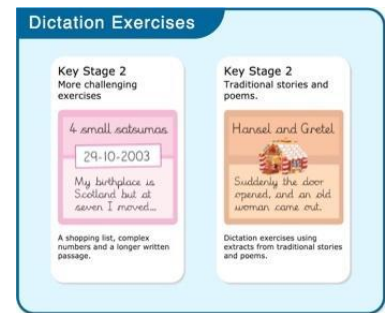 Dictation Exercises
Key Stage 2
More challenging
exercises
4 small satsumas
29-10-2003
My birthplace is
Scotland but at
seven I moved...
A shopping list, complex
numbers and a longer written
passage.
Key Stage 2
Traditional stories and
poems.
Hansel and Gretel
Suddenly the door
opened, and an old
woman came out.
Dictation exercises using
extracts from traditional stories
and poems.